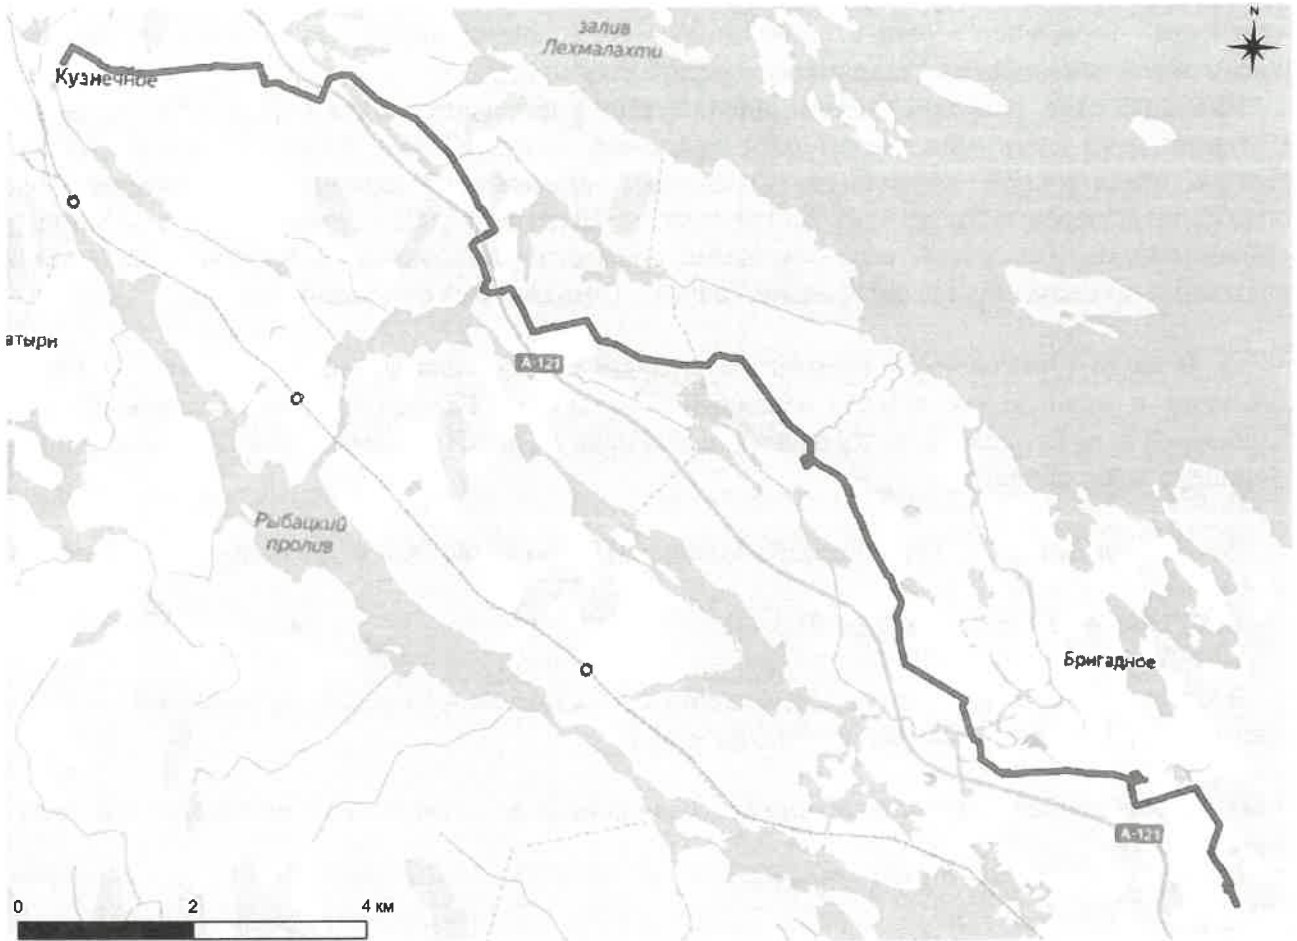 залив
Лехмалахти
N
Кузнечное
атыри
А-121
Рыбацкий
пролив
Бригадное
А-121
0 2 4 км